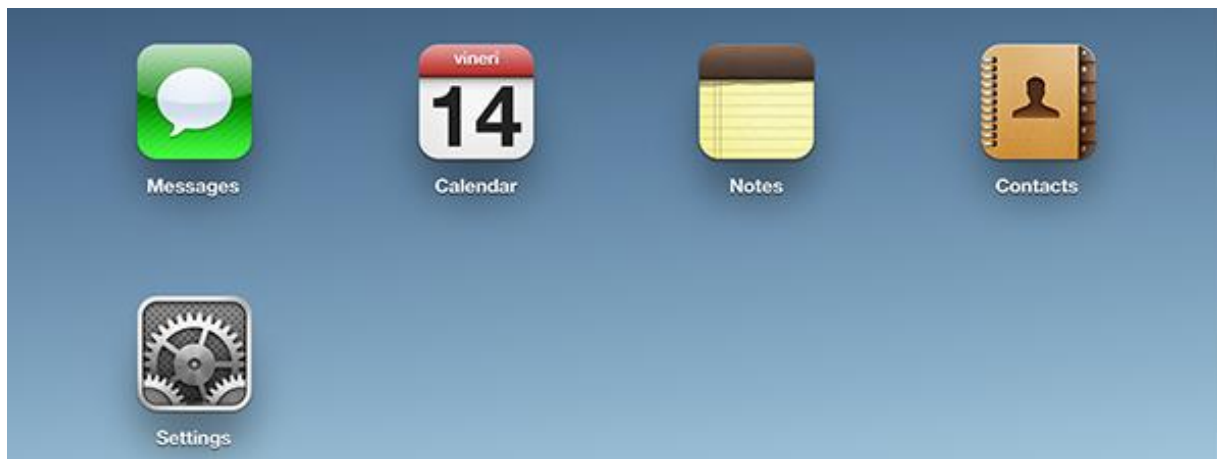 vineri
14
Messages
Calendar
Notes
Contacts
Settings